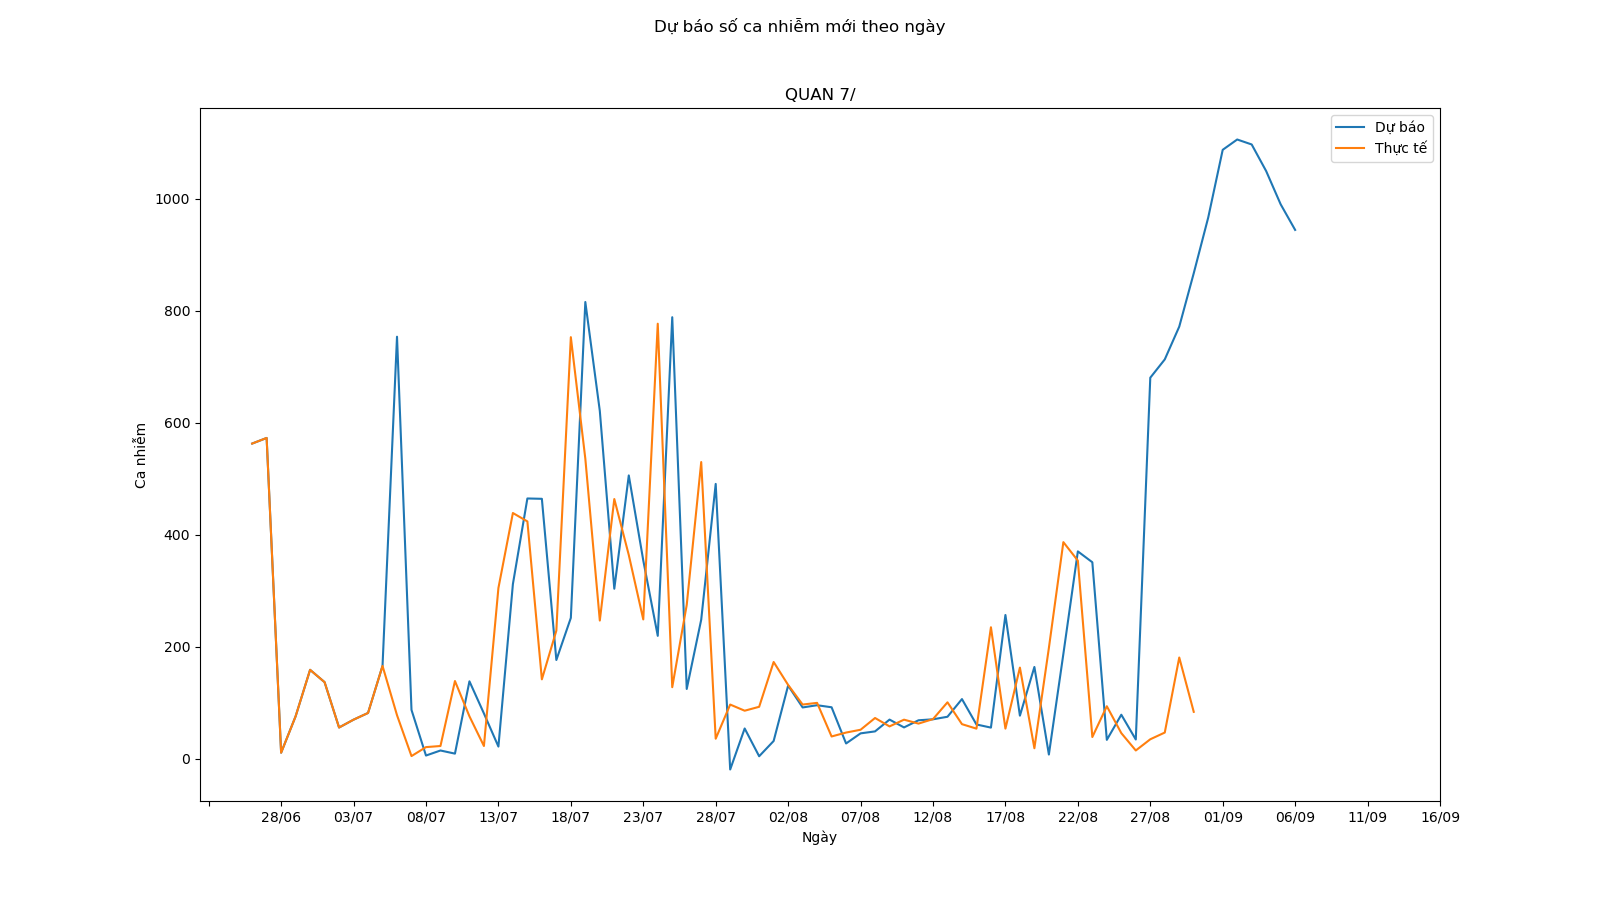 Dự báo số ca nhiễm mới theo ngày
QUAN 7/
Dự báo
Thực tế
1000
800
600
400
200
0
Ca nhiễm
28/06 03/07 08/07 13/07 18/07 23/07 28/07 02/08 07/08 12/08 17/08 22/08 27/08 01/09 06/09 11/09 16/09
Ngày